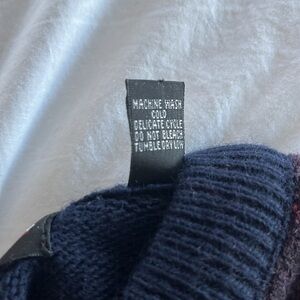 MACHINE WASH
COLD
DELICATE CYCLE
DO NOT BLEACH
TUMBLE DRY LOW